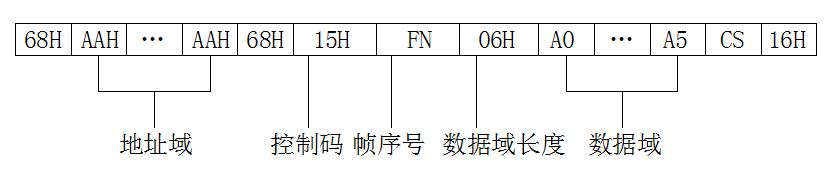 68H AAH … AAH 68H 15H FN 06H A0 … A5 CS 16H
地址域 控制码 帧序号 数据域长度 数据域